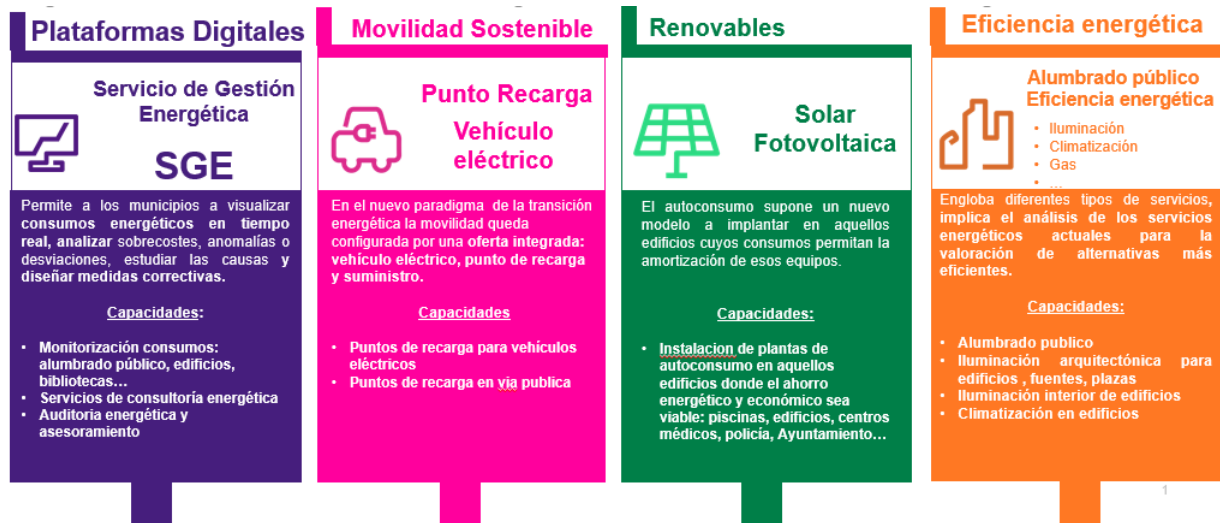 Plataformas Digitales
Servicio de Gestión
Energética
SGE
Permite a los municipios a visualizar
consumos energéticos en tiempo
real, analizar sobrecostes, anomalías o
desviaciones, estudiar las causas y
diseñar medidas correctivas.
Capacidades:
• Monitorización consumos:
alumbrado público, edificios,
bibliotecas…
• Servicios de consultoría energética
• Auditoria energética y
asesoramiento
Movilidad Sostenible
Punto Recarga
Vehículo
eléctrico
En el nuevo paradigma de la transición
energética la movilidad queda
configurada por una oferta integrada:
vehículo eléctrico, punto de recarga
y suministro.
Capacidades
• Puntos de recarga para vehículos
eléctricos
• Puntos de recarga en via publica
Renovables
Solar
Fotovoltaica
El autoconsumo supone un nuevo
modelo a implantar en aquellos
edificios cuyos consumos permitan la
amortización de esos equipos.
Capacidades:
• Instalacion de plantas de
autoconsumo en aquellos
edificios donde el ahorro
energético y económico sea
viable: piscinas, edificios, centros
médicos, policía, Ayuntamiento…
Eficiencia energética
Alumbrado público
Eficiencia energética
• Iluminación
• Climatización
• Gas
• …
Engloba diferentes tipos de servicios,
implica el análisis de los servicios
energéticos actuales para la
valoración de alternativas más
eficientes.
Capacidades:
• Alumbrado publico
• Iluminación arquitectónica para
edificios , fuentes, plazas
• Iluminación interior de edificios
• Climatización en edificios
1